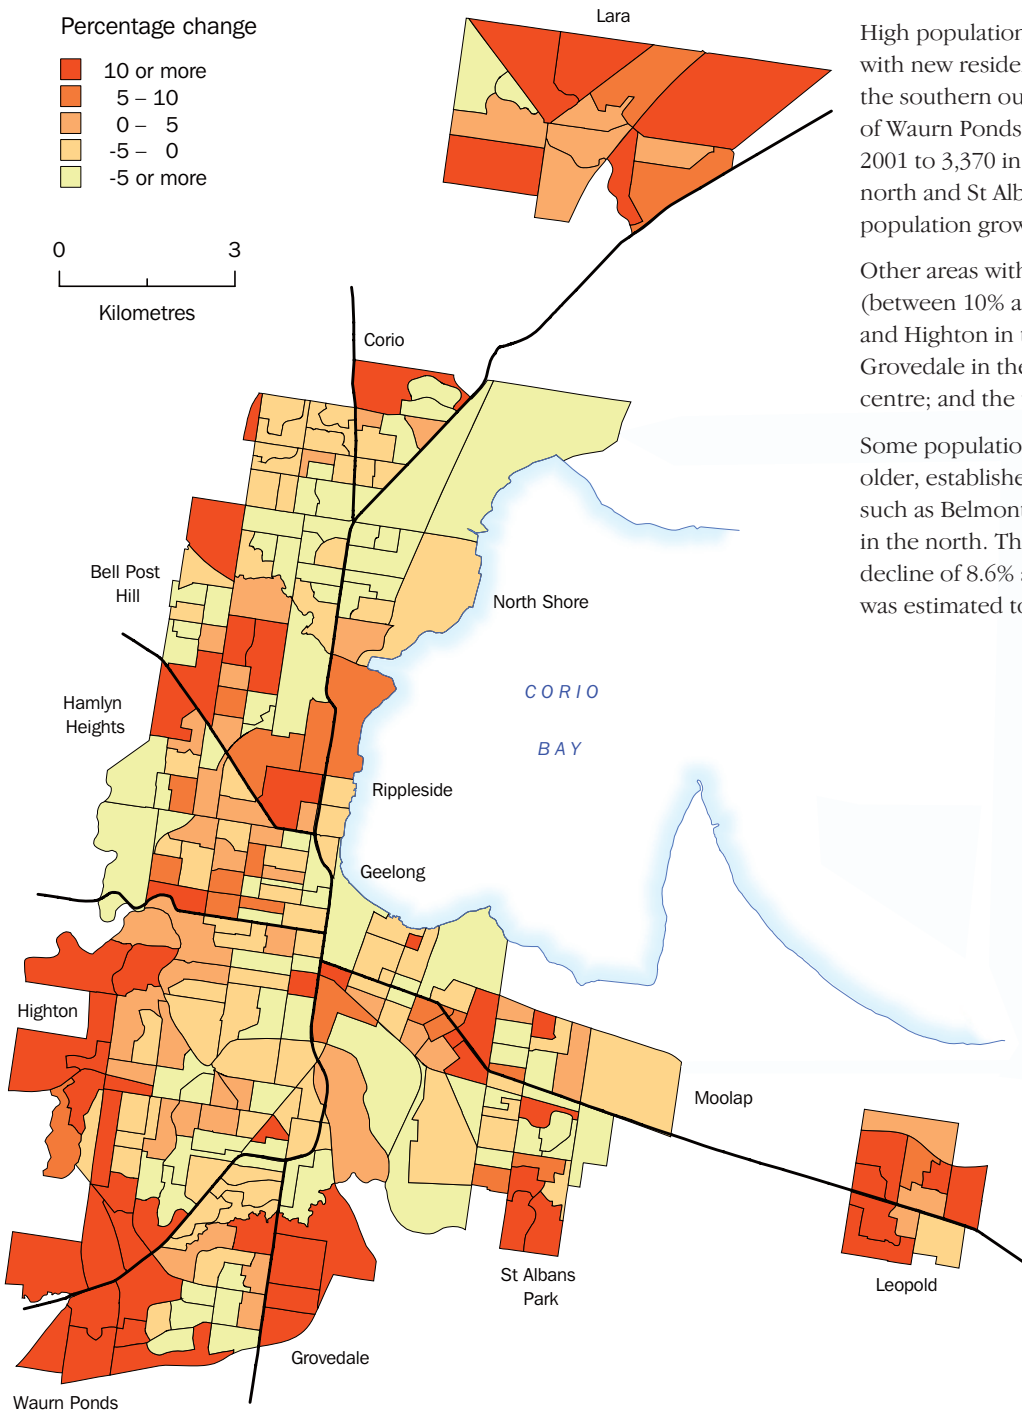 Percentage change
10 or more
5 – 10
0 – 5
-5 – 0
-5 or more
0 3
Kilometres
Lara
Corio
Bell Post
Hill
North Shore
Hamlyn
Heights
CORIO
BAY
Rippleside
Geelong
Highton
Moolap
St Albans
Park
Leopold
Grovedale
Waurn Ponds
High population
with new reside
the southern ou
of Waurn Ponds
2001 to 3,370 in
north and St Alb
population grow
Other areas with
(between 10% a
and Highton in t
Grovedale in the
centre; and the
Some populatio
older, establishe
such as Belmont
in the north. Th
decline of 8.6% s
was estimated to